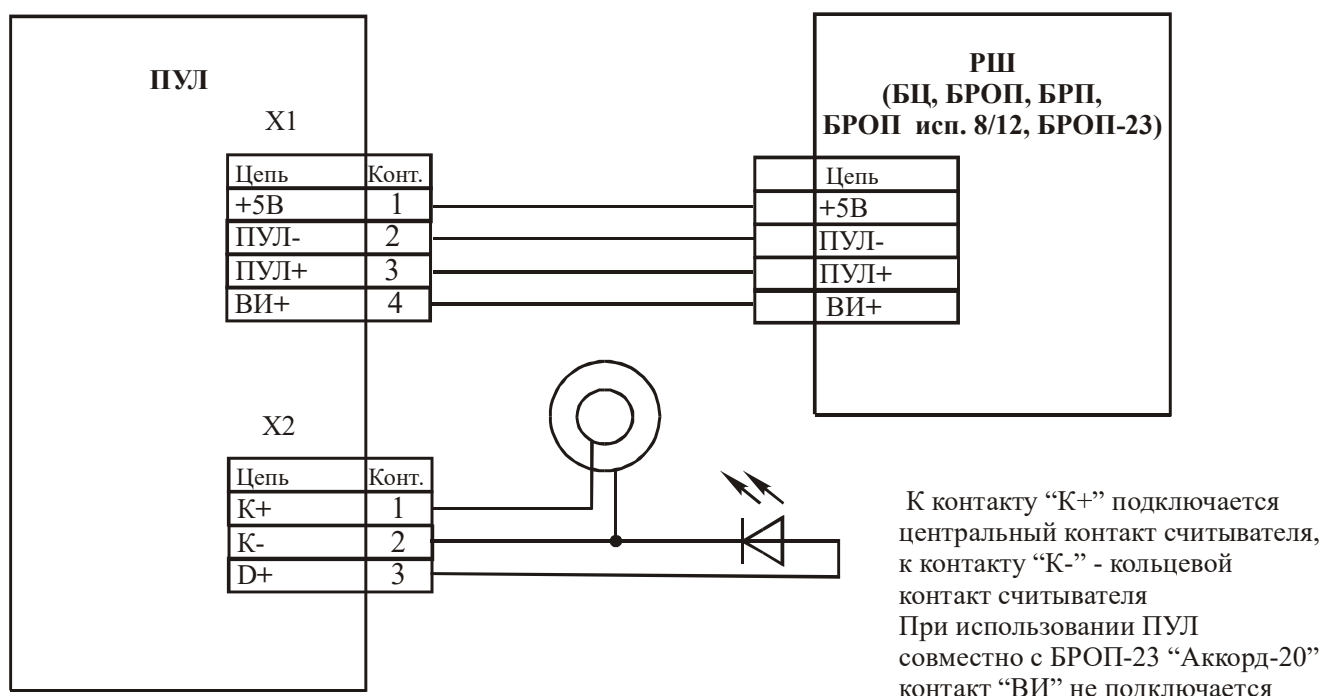 ПУЛ
X1
Цепь Конт.
+5В 1
ПУЛ- 2
ПУЛ+ 3
ВИ+ 4
РШ
(БЦ, БРОП, БРП,
БРОП исп. 8/12, БРОП-23)
Цепь
+5В
ПУЛ-
ПУЛ+
ВИ+
X2
Цепь Конт.
К+ 1
К- 2
D+ 3
К контакту “К+” подключается
центральный контакт считывателя,
к контакту “К-” - кольцевой
контакт считывателя
При использовании ПУЛ
совместно с БРОП-23 “Аккорд-20”
контакт “ВИ” не подключается